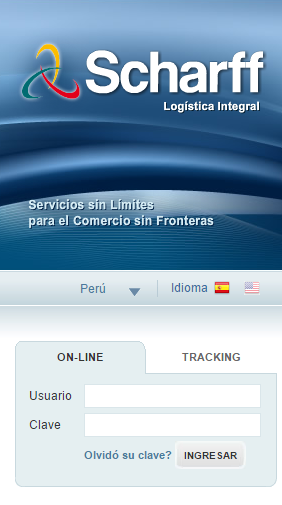 Scharff
Logística Integral
Servicios sin Límites
para el Comercio sin Fronteras
Perú Idioma
ON-LINE TRACKING
Usuario
Clave
Olvidó su clave? INGRESAR